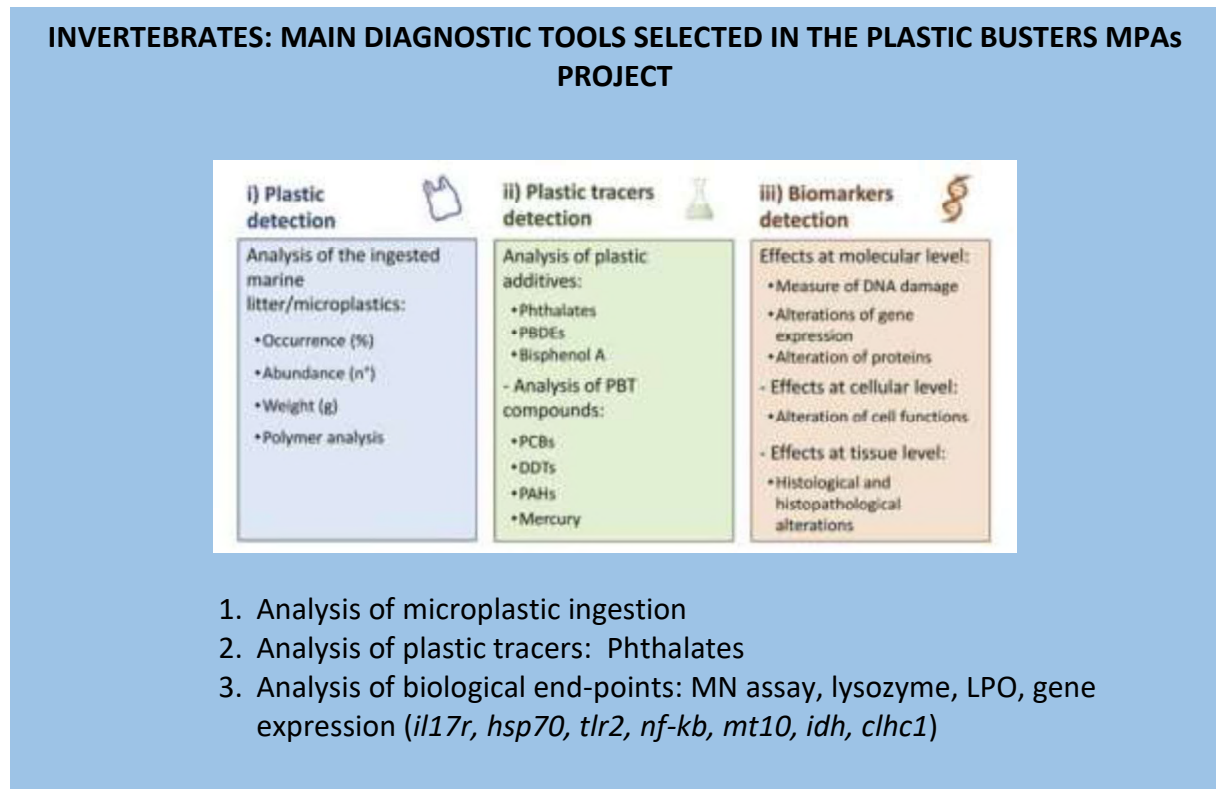 INVERTEBRATES: MAIN DIAGNOSTIC TOOLS SELECTED IN THE PLASTIC BUSTERS MPAs
PROJECT
i) Plastic
detection
Analysis of the ingested
marine
litter/microplastics:
•Occurrence (%)
•Abundance (n°)
•Weight (g)
•Polymer analysis
ii) Plastic tracers
detection
Analysis of plastic
additives:
•Phthalates
•PBDEs
•Bisphenol A
- Analysis of PBT
compounds:
•PCBs
•DDTs
•PAHs
•Mercury
iii) Biomarkers
detection
Effects at molecular level:
•Measure of DNA damage
•Alterations of gene
expression
•Alteration of proteins
- Effects at cellular level:
•Alteration of cell functions
- Effects at tissue level:
•Histological and
histopathological
alterations
1. Analysis of microplastic ingestion
2. Analysis of plastic tracers: Phthalates
3. Analysis of biological end-points: MN assay, lysozyme, LPO, gene
expression (il17r, hsp70, tlr2, nf-kb, mt10, idh, clhc1)